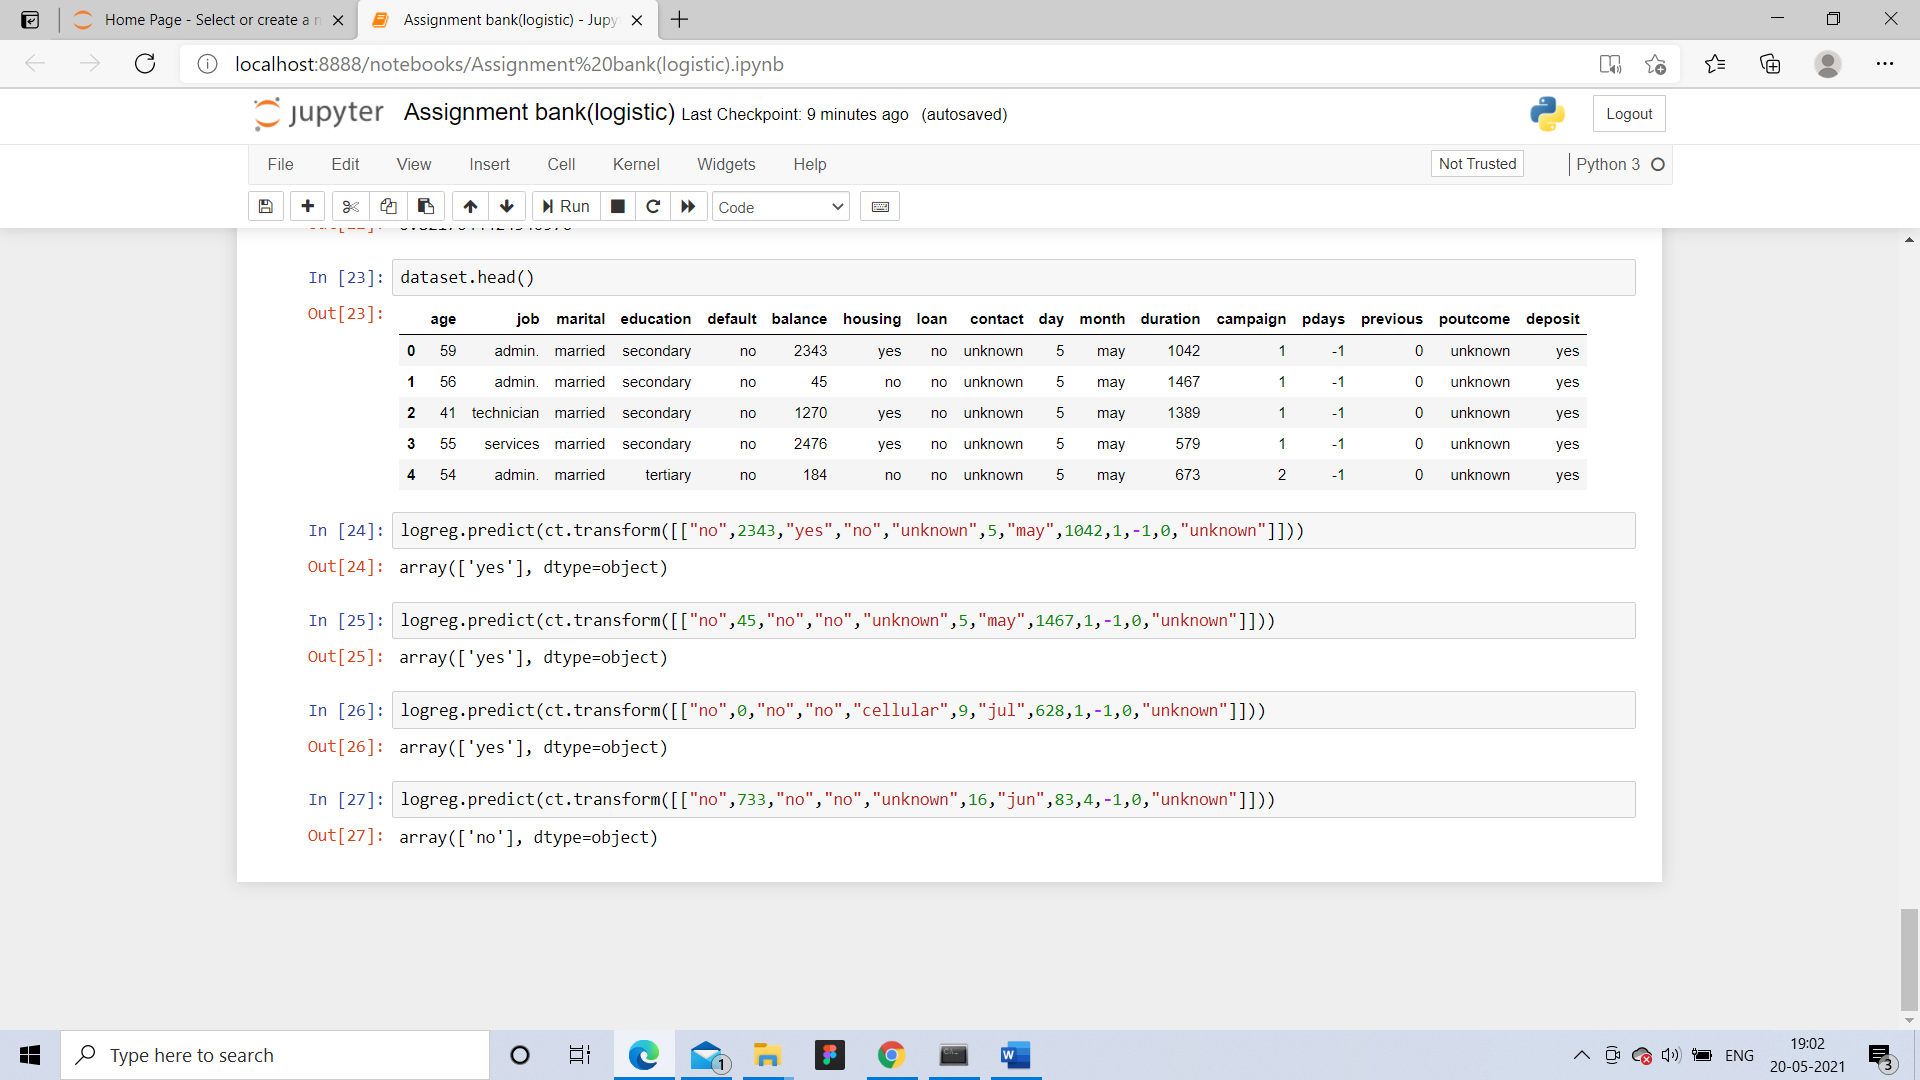 Home Page - Select or create a n
Assignment bank(logistic) - Jupy
localhost:8888/notebooks/Assignment%20bank(logistic).ipynb
jupyter Assignment bank(logistic) Last Checkpoint: 9 minutes ago (autosaved)
Logout
File Edit View Insert Cell Kernel Widgets Help
Not Trusted
Python 3
Run
Code
In [23]: dataset.head()
Out[23]:
age job marital education default balance housing loan contact day month duration campaign pdays previous poutcome deposit
0 59 admin. married secondary no 2343 yes no unknown 5 may 1042 1 -1 0 unknown yes
1 56 admin. married secondary no 45 no no unknown 5 may 1467 1 -1 0 unknown yes
2 41 technician married secondary no 1270 yes no unknown 5 may 1389 1 -1 0 unknown yes
3 55 services married secondary no 2476 yes no unknown 5 may 579 1 -1 0 unknown yes
4 54 admin. married tertiary no 184 no no unknown 5 may 673 2 -1 0 unknown yes
In [24]: logreg.predict(ct.transform([["no",2343,"yes","no","unknown",5,"may",1042,1,-1,0,"unknown"]]))
Out[24]: array(['yes'], dtype=object)
In [25]: logreg.predict(ct.transform([["no",45,"no","no","unknown",5,"may",1467,1,-1,0,"unknown"]]))
Out[25]: array(['yes'], dtype=object)
In [26]: logreg.predict(ct.transform([["no",0,"no","no","cellular",9,"jul",628,1,-1,0,"unknown"]]))
Out[26]: array(['yes'], dtype=object)
In [27]: logreg.predict(ct.transform([["no",733,"no","no","unknown",16,"jun",83,4,-1,0,"unknown"]]))
Out[27]: array(['no'], dtype=object)
Type here to search
1
ENG
19:02
20-05-2021
3